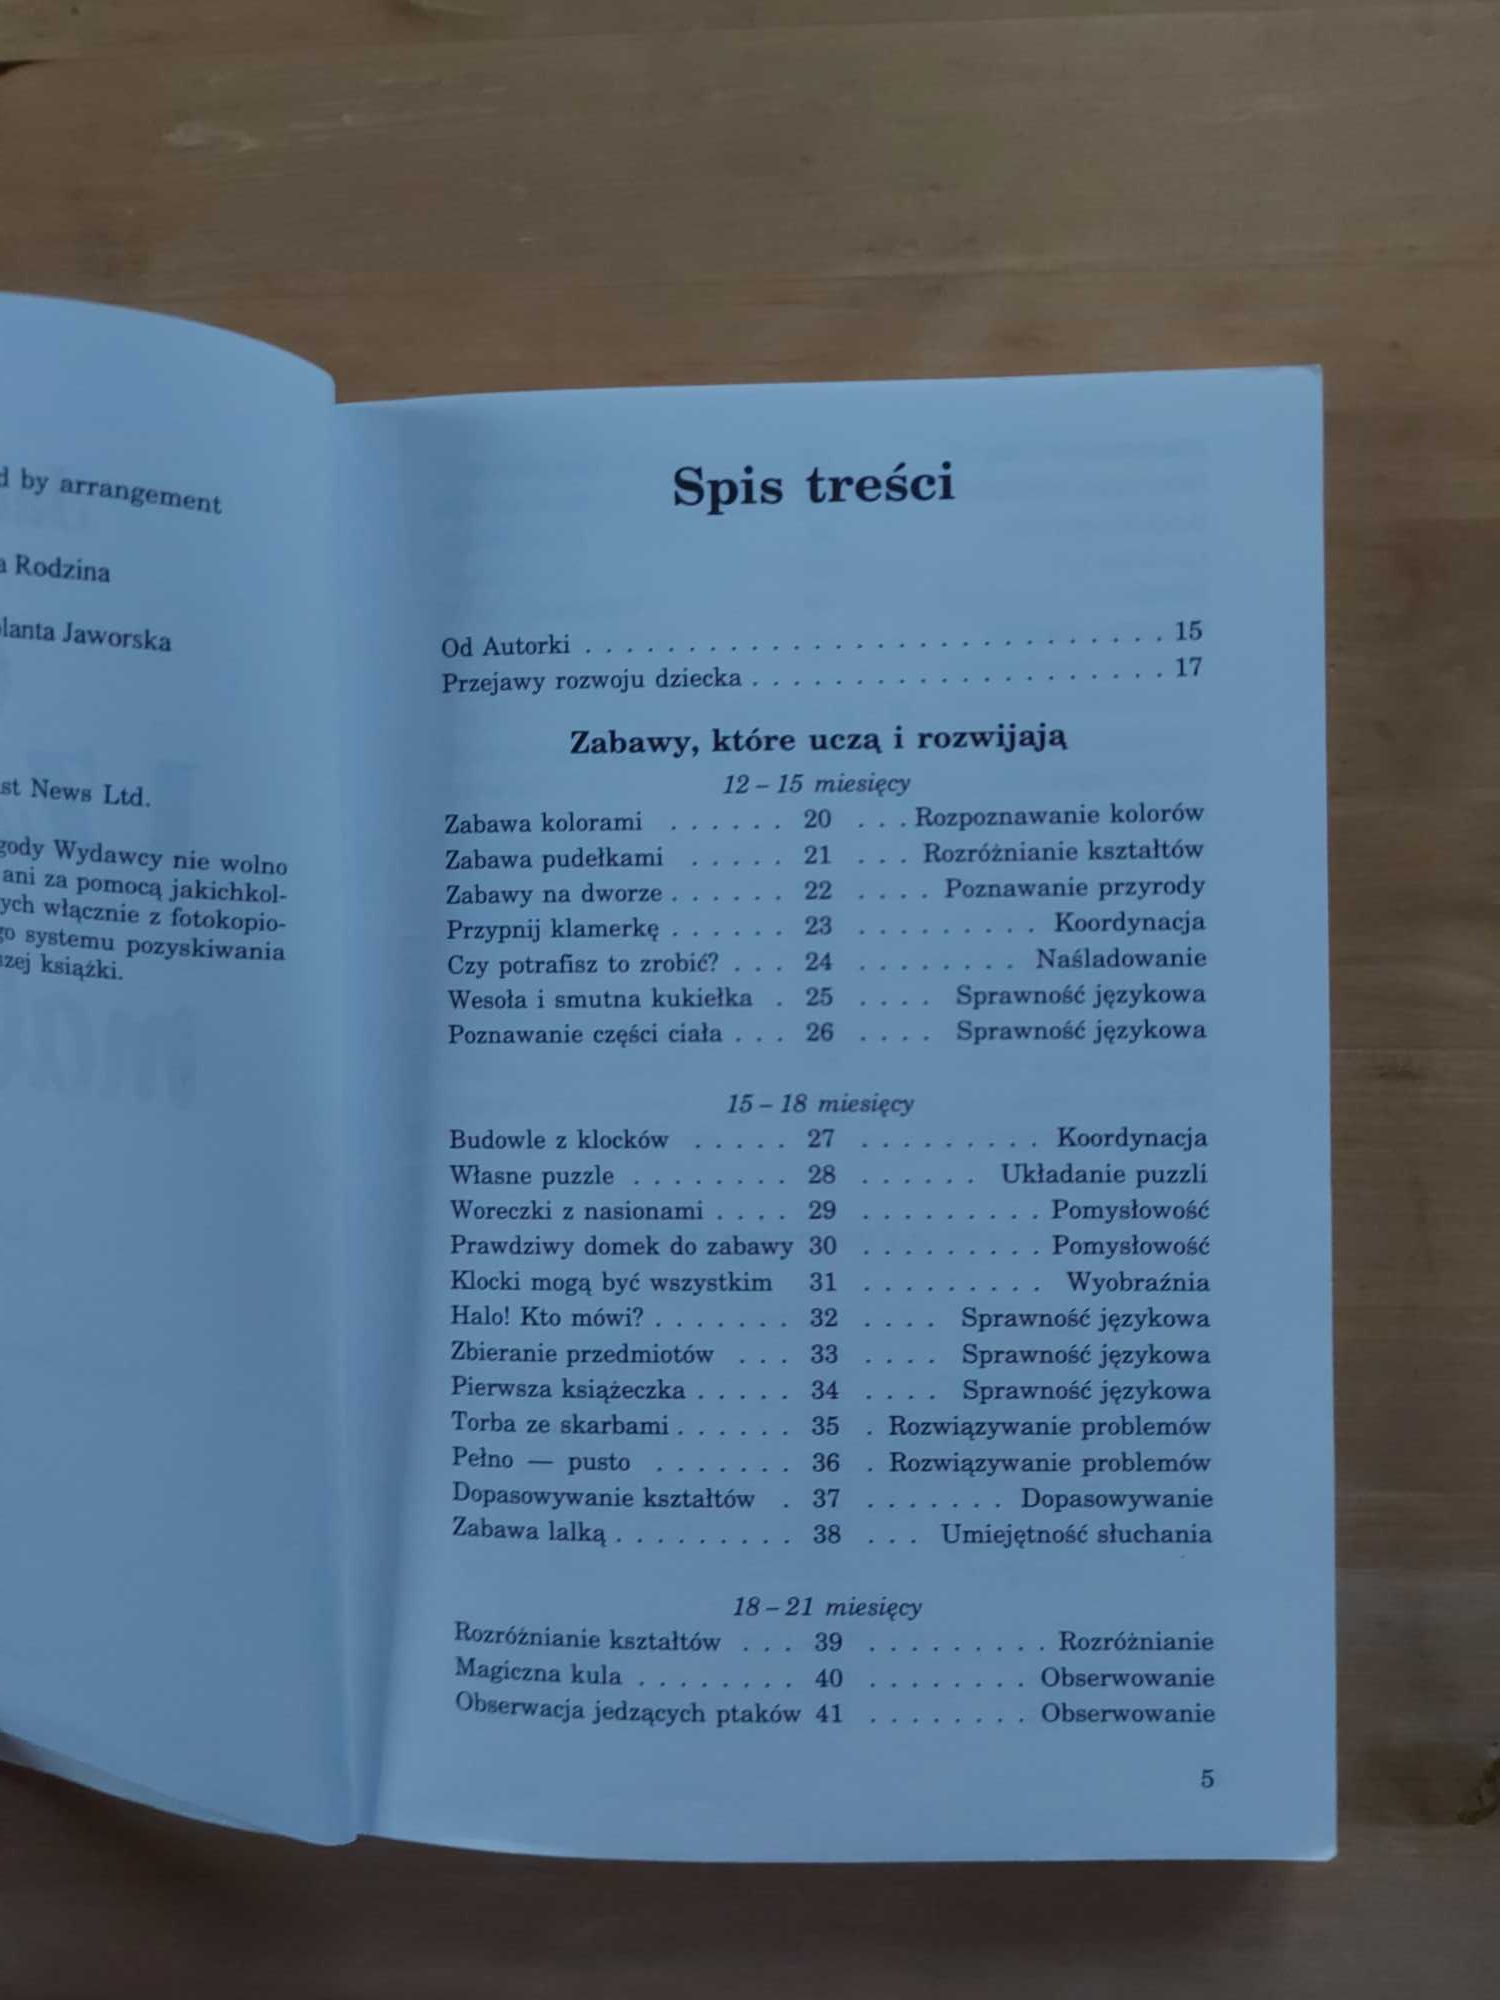 by arrangement
Rodzina
Jaworska
News Ltd.
Wydawcy nie wolno
ani za pomocą jakichkol-
włącznie z fotokopio-
systemu pozyskiwania
książki.
Spis treści
Od Autorki . . . . . . . . . . . . . . . . . . . . . . . . . . . . . 15
Przejawy rozwoju dziecka . . . . . . . . . . . . . . . . . . . . . 17
Zabawy, które uczą i rozwijają
12 – 15 miesięcy
Zabawa kolorami . . . . . . 20 . . . Rozpoznawanie kolorów
Zabawa pudełkami . . . . . 21 . . . Rozróżnianie kształtów
Zabawy na dworze . . . . . . 22 . . . . Poznawanie przyrody
Przypnij klamerkę . . . . . . 23 . . . . . . . . . Koordynacja
Czy potrafisz to zrobić? . . . 24 . . . . . . . . Naśladowanie
Wesoła i smutna kukiełka . 25 . . . . Sprawność językowa
Poznawanie części ciała . . . 26 . . . . Sprawność językowa
15 – 18 miesięcy
Budowle z klocków . . . . . 27 . . . . . . . . . Koordynacja
Własne puzzle . . . . . . . . 28 . . . . . . Układanie puzzli
Woreczki z nasionami . . . . 29 . . . . . . . . . Pomysłowość
Prawdziwy domek do zabawy 30 . . . . . . . . . Pomysłowość
Klocki mogą być wszystkim 31 . . . . . . . . . Wyobraźnia
Halo! Kto mówi? . . . . . . . 32 . . . . Sprawność językowa
Zbieranie przedmiotów . . . 33 . . . . Sprawność językowa
Pierwsza książeczka . . . . . 34 . . . . Sprawność językowa
Torba ze skarbami . . . . . . 35 . Rozwiązywanie problemów
Pełno — pusto . . . . . . . 36 . Rozwiązywanie problemów
Dopasowywanie kształtów . 37 . . . . . . . Dopasowywanie
Zabawa lalką . . . . . . . . . 38 . . . Umiejętność słuchania
18 – 21 miesięcy
Rozróżnianie kształtów . . . 39 . . . . . . . . . Rozróżnianie
Magiczna kula . . . . . . . . 40 . . . . . . . . Obserwowanie
Obserwacja jedzących ptaków 41 . . . . . . . . Obserwowanie
5